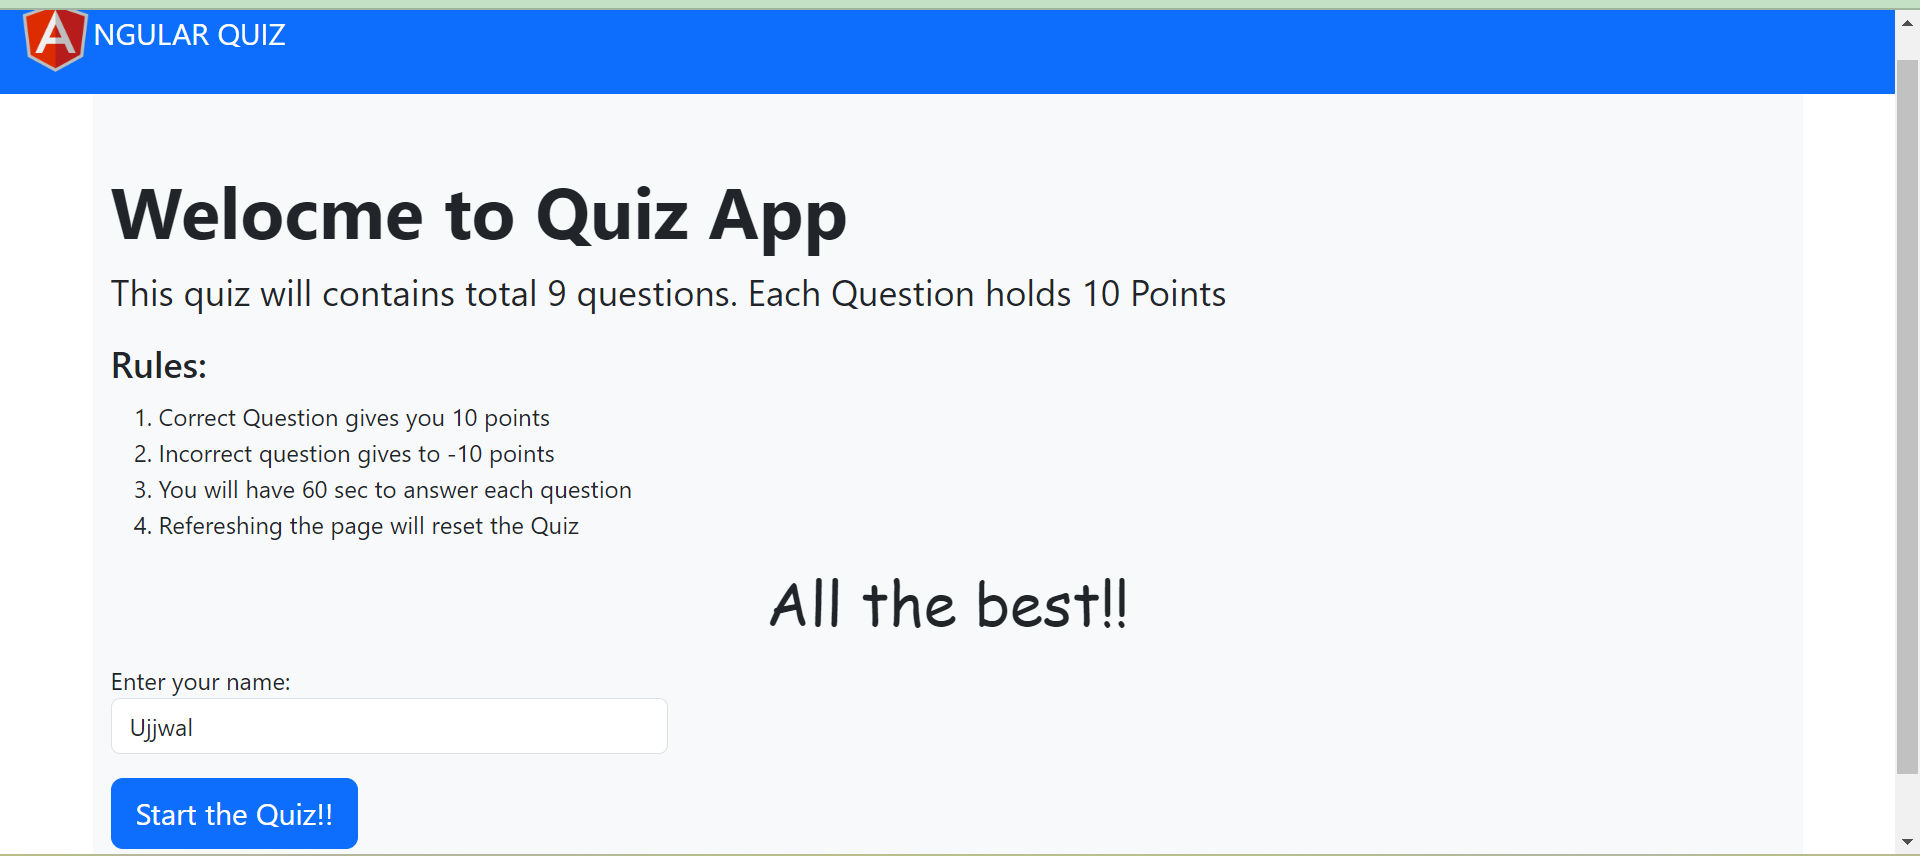 NGULAR QUIZ
Welocme to Quiz App
This quiz will contains total 9 questions. Each Question holds 10 Points
Rules:
1. Correct Question gives you 10 points
2. Incorrect question gives to -10 points
3. You will have 60 sec to answer each question
4. Refereshing the page will reset the Quiz
All the best!!
Enter your name:
Ujjwal
Start the Quiz!!